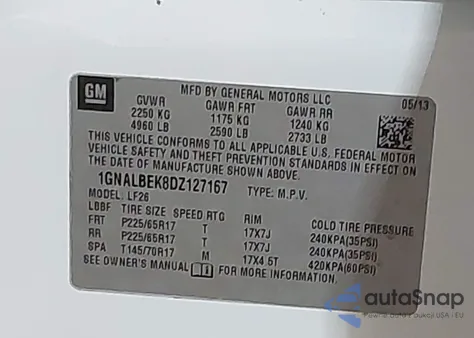 GM
MFD BY GENERAL MOTORS LLC
05/13
GVWR GAWR FRT GAWR RR
2250 KG 1175 KG 1240 KG
4960 LB 2590 LB 2733 LB
THIS VEHICLE CONFORMS TO ALL APPLICABLE U.S. FEDERAL MOTOR
VEHICLE SAFETY AND THEFT PREVENTION STANDARDS IN EFFECT ON
THE DATE OF MANUFACTURE SHOWN ABOVE.
1GNALBEK8DZ127167 TYPE: M.P.V.
MODEL: LF26
LBBF TIRE SIZE SPEED RTG RIM COLD TIRE PRESSURE
FRT P225/65R17 T 17X7J 240KPA(35PSI)
RR P225/65R17 T 17X7J 240KPA(35PSI)
SPA T145/70R17 M 17X4.5T 420KPA(60PSI)
SEE OWNER'S MANUAL FOR MORE INFORMATION.
autoSnap